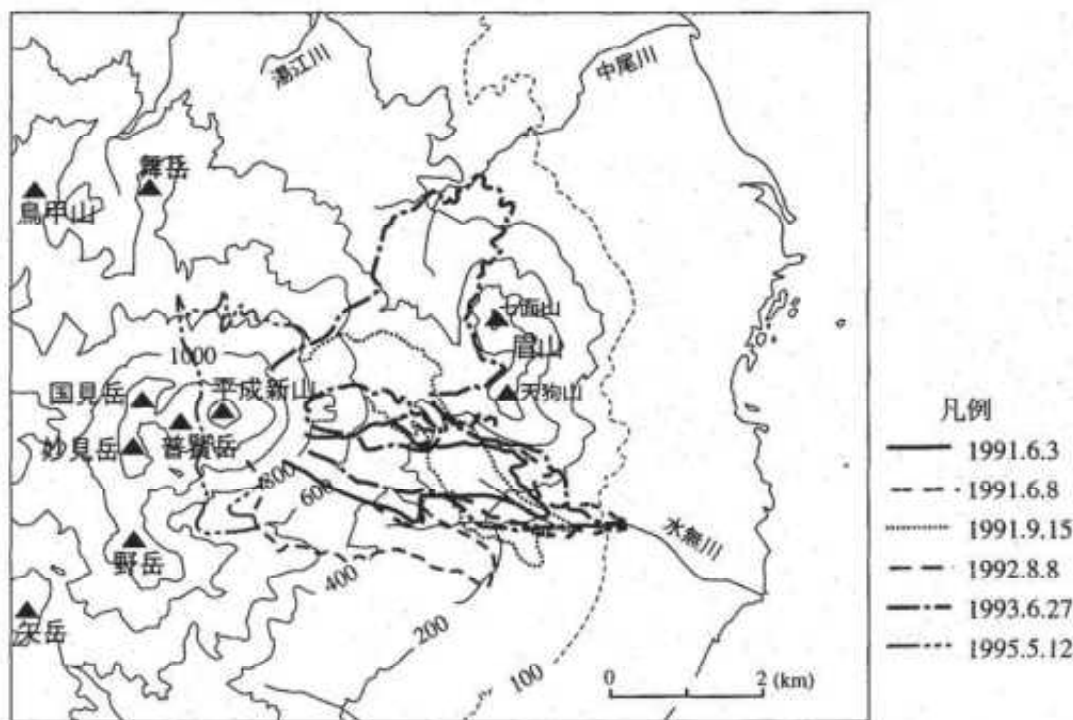 湯江川
中尾川
舞岳
鳥甲山
七面山
眉山
1000
国見岳
平成新山
天狗山
妙見岳
普賢岳
800
600
野岳
水無川
400
矢岳
200
100
0 2 (km)
凡例
1991.6.3
1991.6.8
1991.9.15
1992.8.8
1993.6.27
1995.5.12